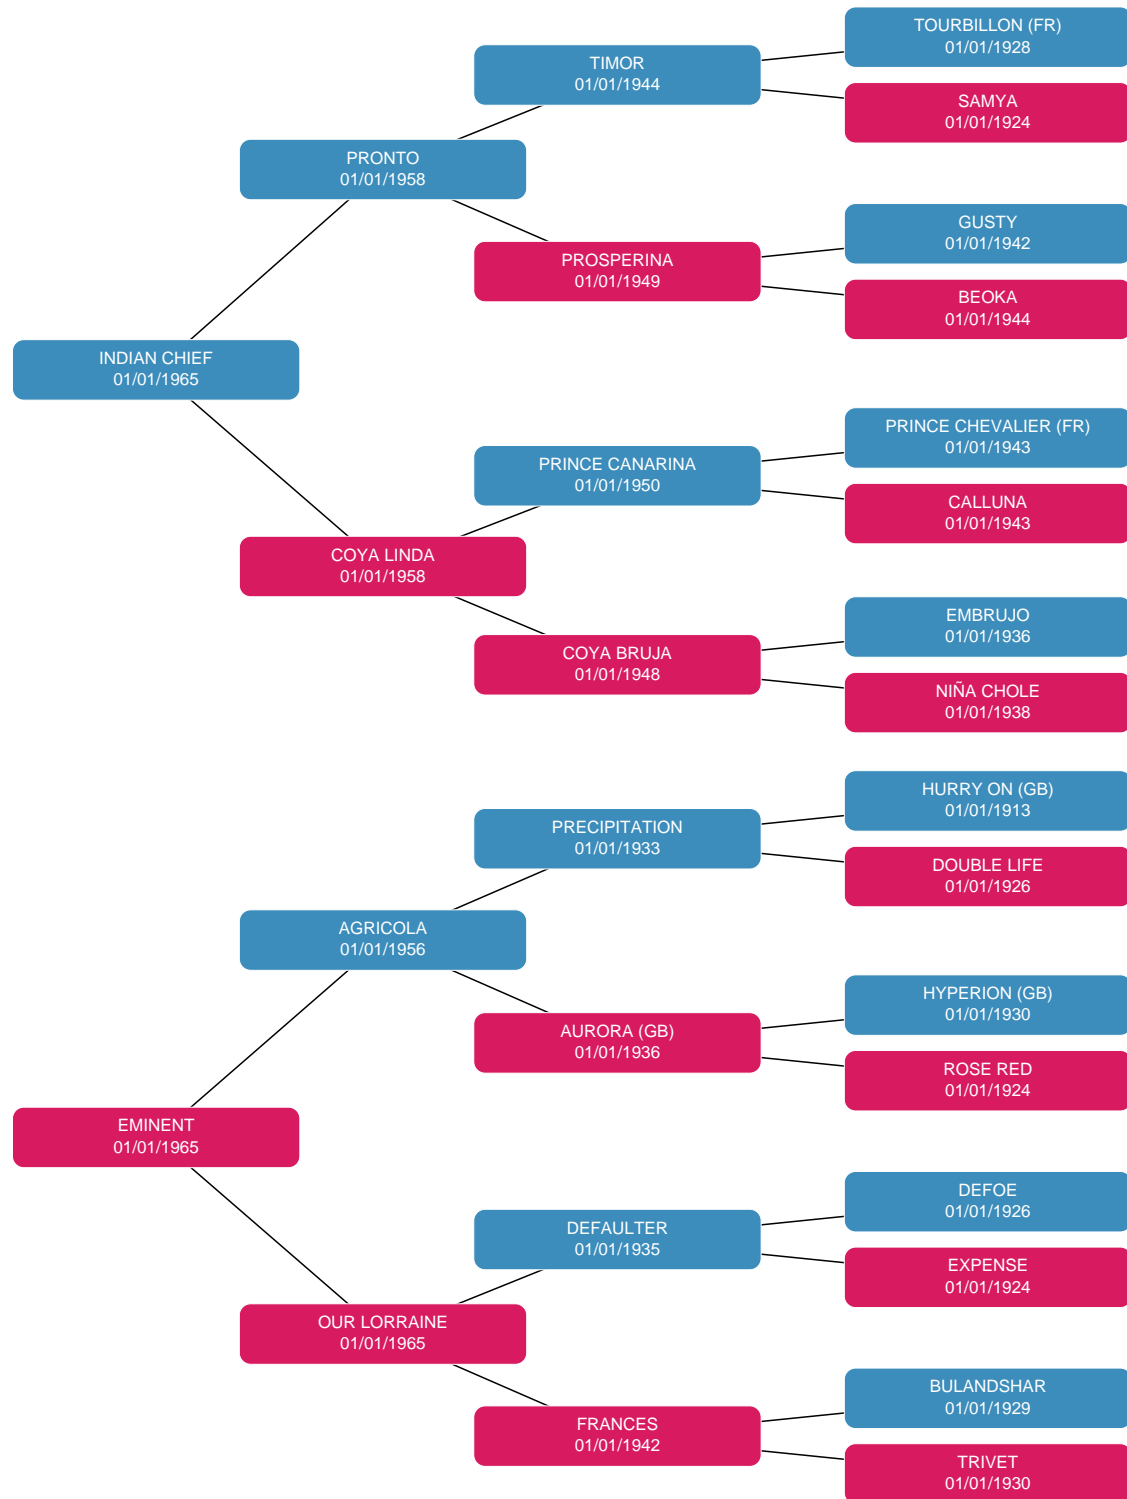 TOURBILLON (FR)
01/01/1928
TIMOR
01/01/1944
SAMYA
01/01/1924
PRONTO
01/01/1958
GUSTY
01/01/1942
PROSPERINA
01/01/1949
BEOKA
01/01/1944
INDIAN CHIEF
01/01/1965
PRINCE CHEVALIER (FR)
01/01/1943
PRINCE CANARINA
01/01/1950
CALLUNA
01/01/1943
COYA LINDA
01/01/1958
EMBRUJO
01/01/1936
COYA BRUJA
01/01/1948
NIÑA CHOLE
01/01/1938
HURRY ON (GB)
01/01/1913
PRECIPITATION
01/01/1933
DOUBLE LIFE
01/01/1926
AGRICOLA
01/01/1956
HYPERION (GB)
01/01/1930
AURORA (GB)
01/01/1936
ROSE RED
01/01/1924
EMINENT
01/01/1965
DEFOE
01/01/1926
DEFAULTER
01/01/1935
EXPENSE
01/01/1924
OUR LORRAINE
01/01/1965
BULANDSHAR
01/01/1929
FRANCES
01/01/1942
TRIVET
01/01/1930